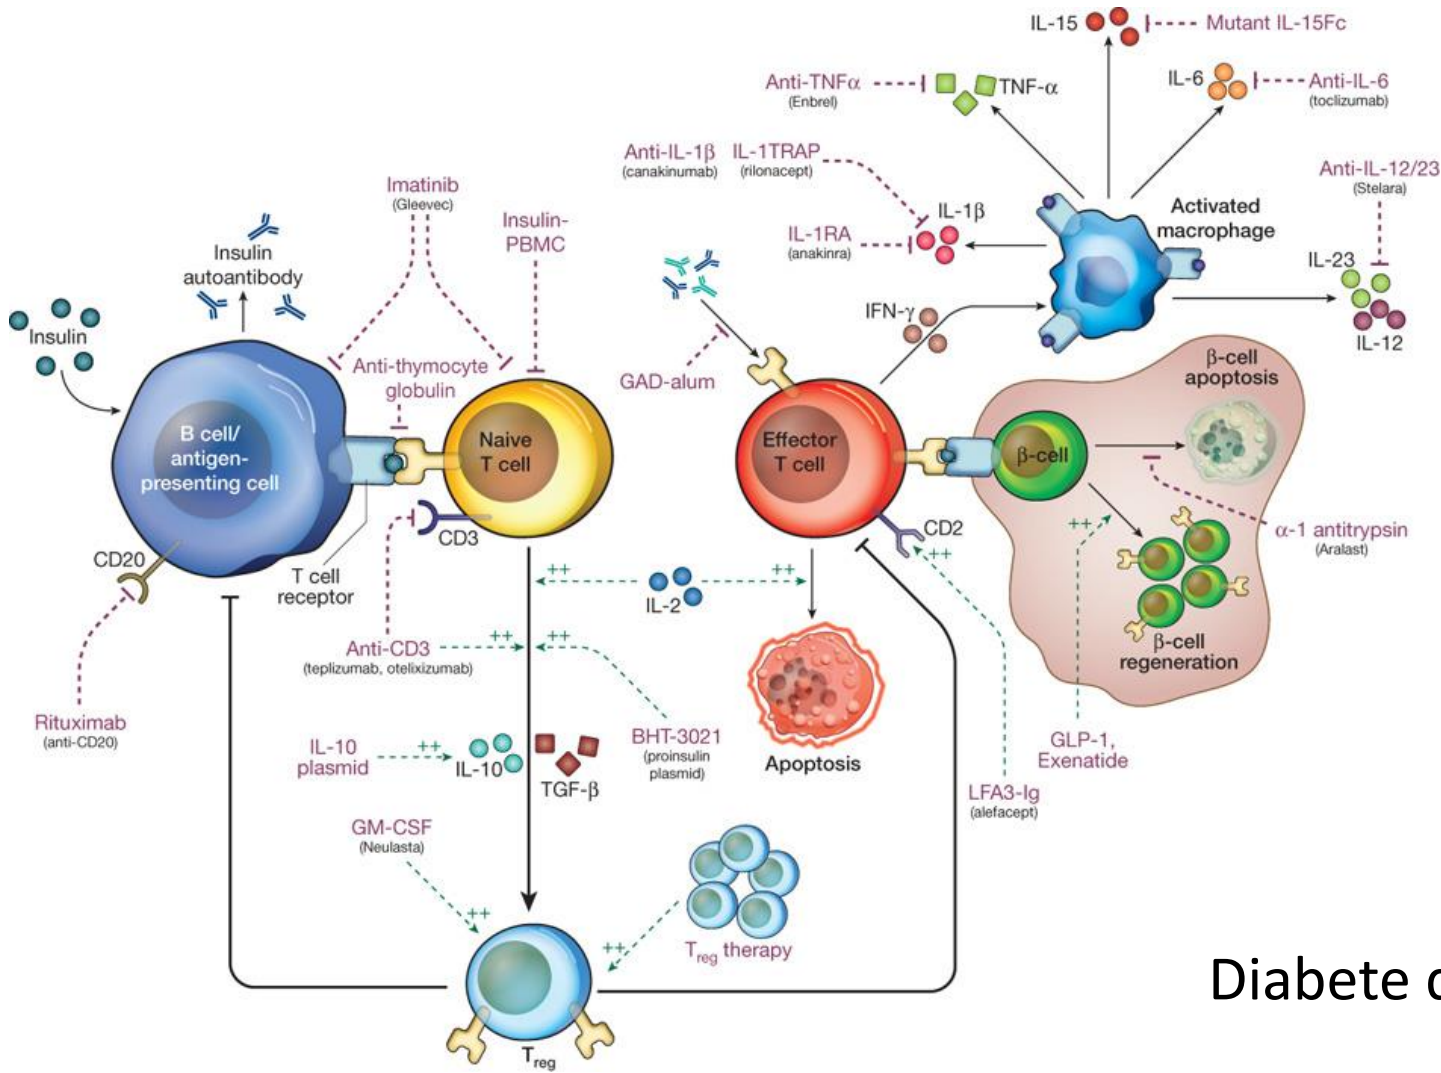 IL-15
Mutant IL-15Fc
Anti-TNFα
(Enbrel)
TNF-α
IL-6
Anti-IL-6
(toclizumab)
Anti-IL-1β
(canakinumab)
IL-1TRAP
(rilonacept)
Anti-IL-12/23
(Stelara)
Imatinib
(Gleevec)
Insulin-
PBMC
IL-1β
IL-1RA
(anakinra)
Activated
macrophage
Insulin
autoantibody
IL-23
IL-12
Insulin
IFN-γ
Anti-thymocyte
globulin
GAD-alum
β-cell
apoptosis
B cell/
antigen-
presenting cell
Naive
T cell
Effector
T cell
β-cell
CD3
CD2
++
++
α-1 antitrypsin
(Aralast)
CD20
T cell
receptor
++
++
IL-2
Anti-CD3
(teplizumab, otelixizumab)
++
++
β-cell
regeneration
Rituximab
(anti-CD20)
IL-10
plasmid
++
IL-10
TGF-β
BHT-3021
(proinsulin
plasmid)
Apoptosis
GLP-1,
Exenatide
LFA3-Ig
(alefacept)
GM-CSF
(Neulasta)
++
++
Treg therapy
Treg
Diabete